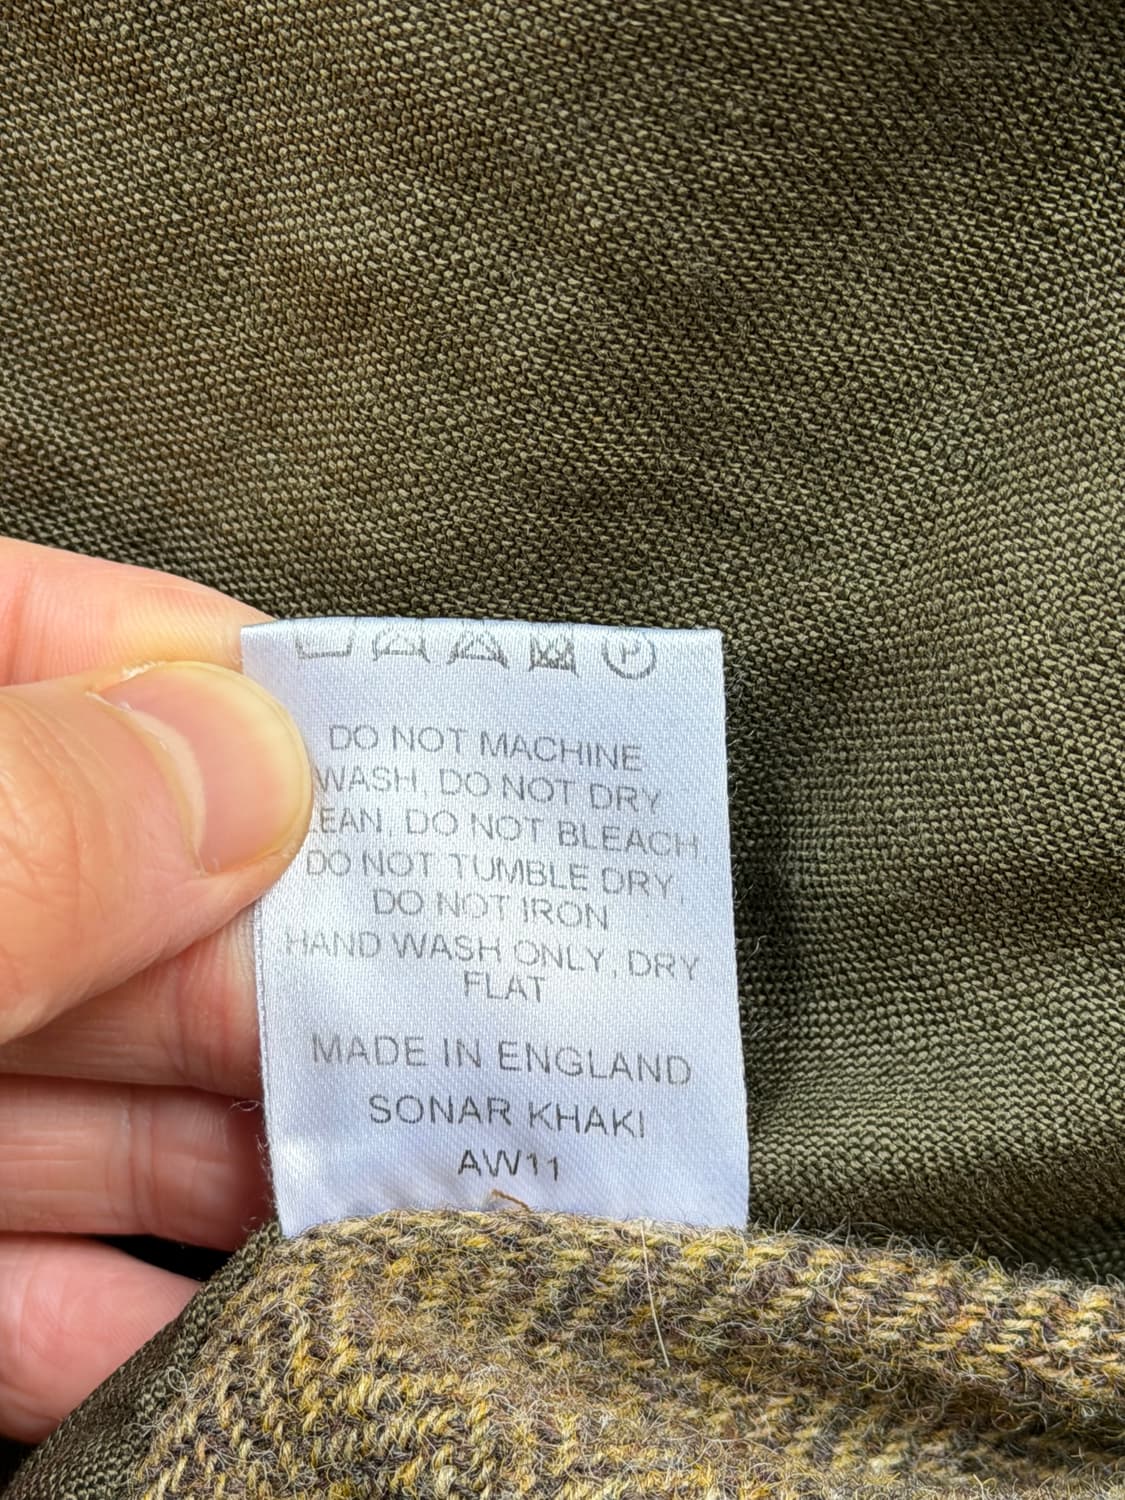 P
DO NOT MACHINE
WASH, DO NOT DRY
LEAN, DO NOT BLEACH,
DO NOT TUMBLE DRY,
DO NOT IRON
HAND WASH ONLY, DRY
FLAT
MADE IN ENGLAND
SONAR KHAKI
AW11